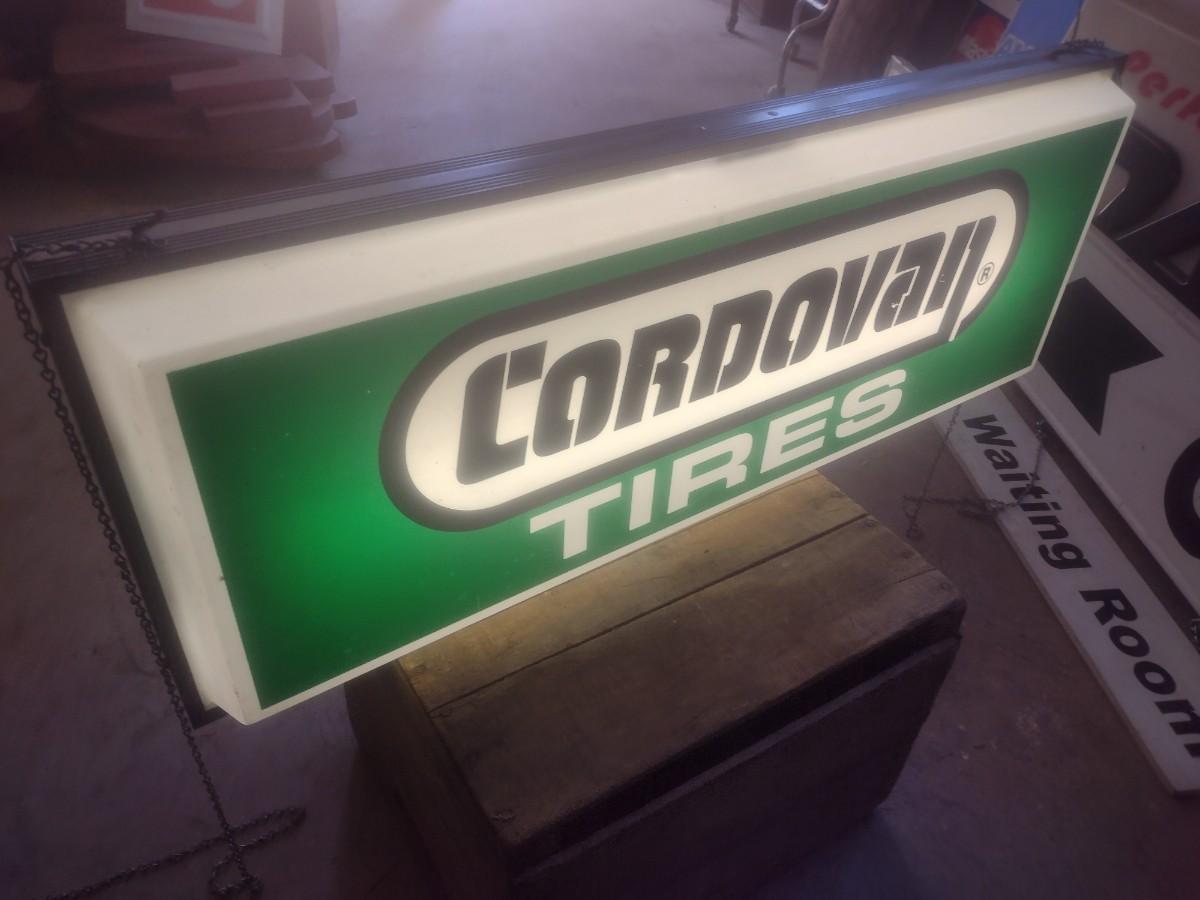 CORDOVan®
TIRES
Waiting Room